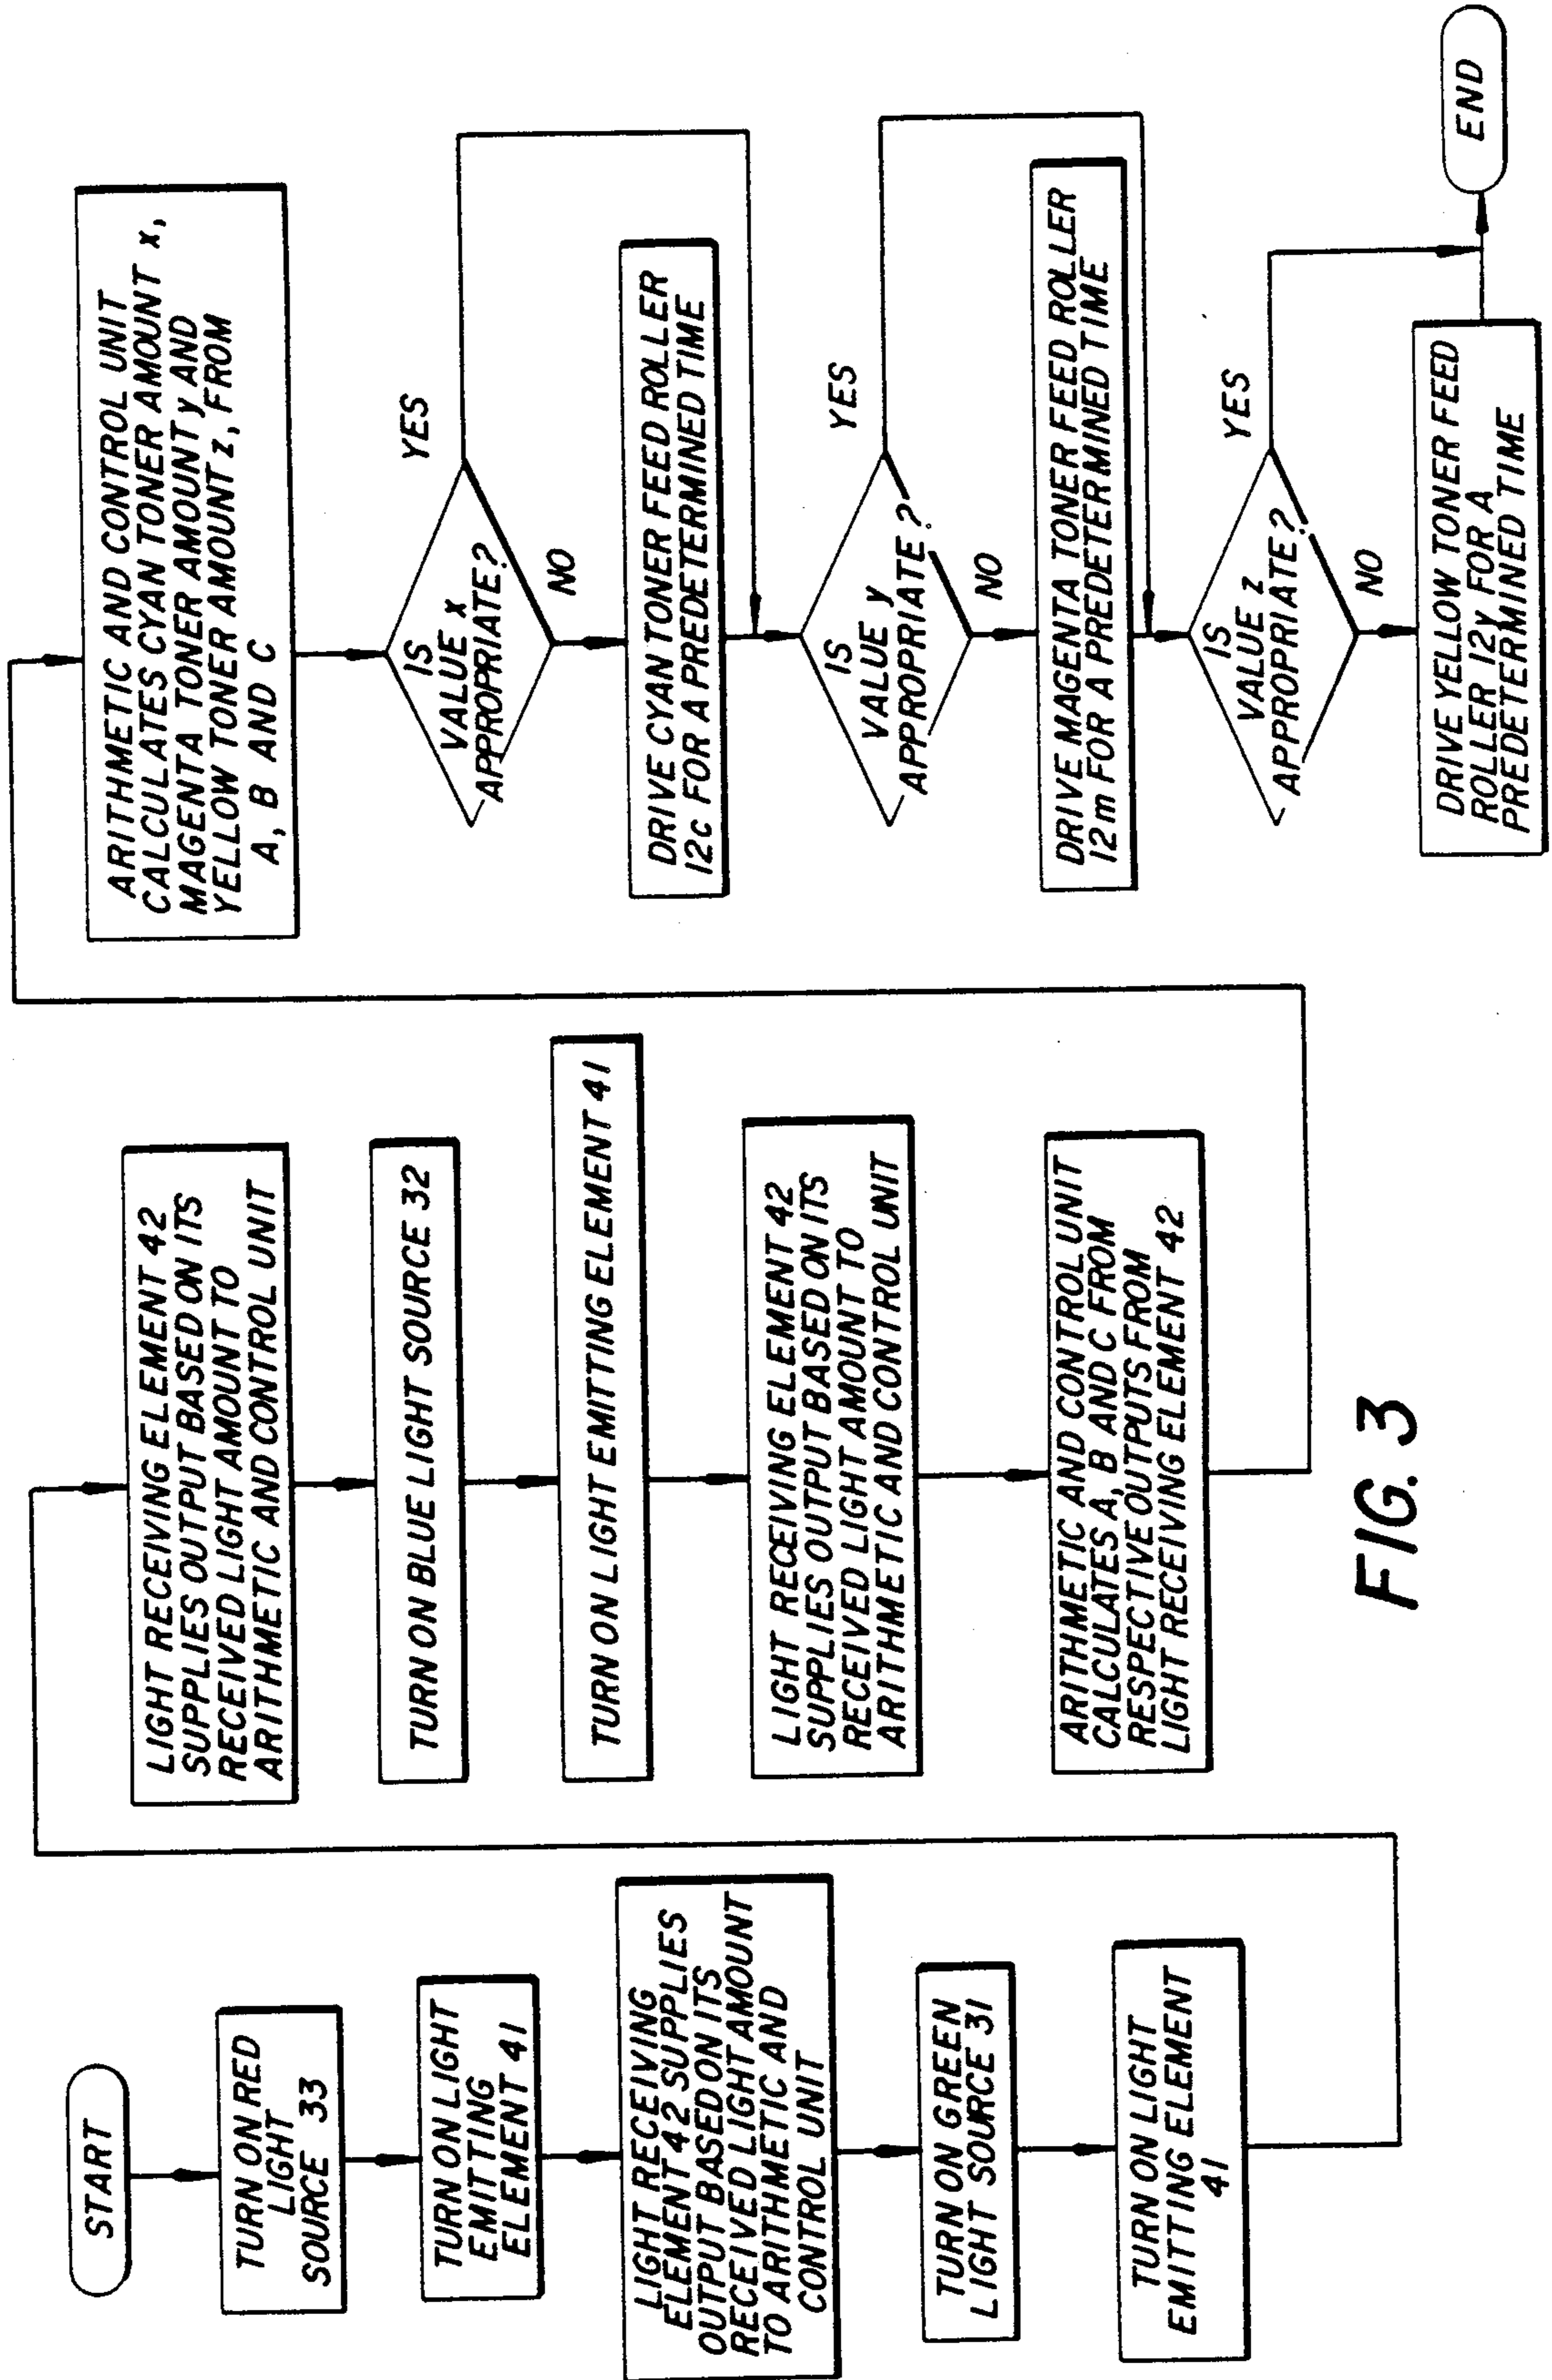 START
TURN ON RED
LIGHT
SOURCE 33
TURN ON LIGHT
EMITTING
ELEMENT 41
LIGHT RECEIVING
ELEMENT 42 SUPPLIES
OUTPUT BASED ON ITS
RECEIVED LIGHT AMOUNT
TO ARITHMETIC AND
CONTROL UNIT
TURN ON GREEN
LIGHT SOURCE 31
TURN ON LIGHT
EMITTING ELEMENT
41
LIGHT RECEIVING ELEMENT 42
SUPPLIES OUTPUT BASED ON ITS
RECEIVED LIGHT AMOUNT TO
ARITHMETIC AND CONTROL UNIT
TURN ON BLUE LIGHT SOURCE 32
TURN ON LIGHT EMITTING ELEMENT 41
LIGHT RECEIVING ELEMENT 42
SUPPLIES OUTPUT BASED ON ITS
RECEIVED LIGHT AMOUNT TO
ARITHMETIC AND CONTROL UNIT
ARITHMETIC AND CONTROL UNIT
CALCULATES A, B AND C FROM
RESPECTIVE OUTPUTS FROM
LIGHT RECEIVING ELEMENT 42
ARITHMETIC AND CONTROL UNIT
CALCULATES CYAN TONER AMOUNT x,
MAGENTA TONER AMOUNT y AND
YELLOW TONER AMOUNT z, FROM
A, B AND C
IS
VALUE x
APPROPRIATE?
YES
NO
DRIVE CYAN TONER FEED ROLLER
12c FOR A PREDETERMINED TIME
IS
VALUE y
APPROPRIATE?
YES
NO
DRIVE MAGENTA TONER FEED ROLLER
12m FOR A PREDETERMINED TIME
IS
VALUE z
APPROPRIATE?
YES
NO
DRIVE YELLOW TONER FEED
ROLLER 12y FOR A
PREDETERMINED TIME
END
FIG. 3